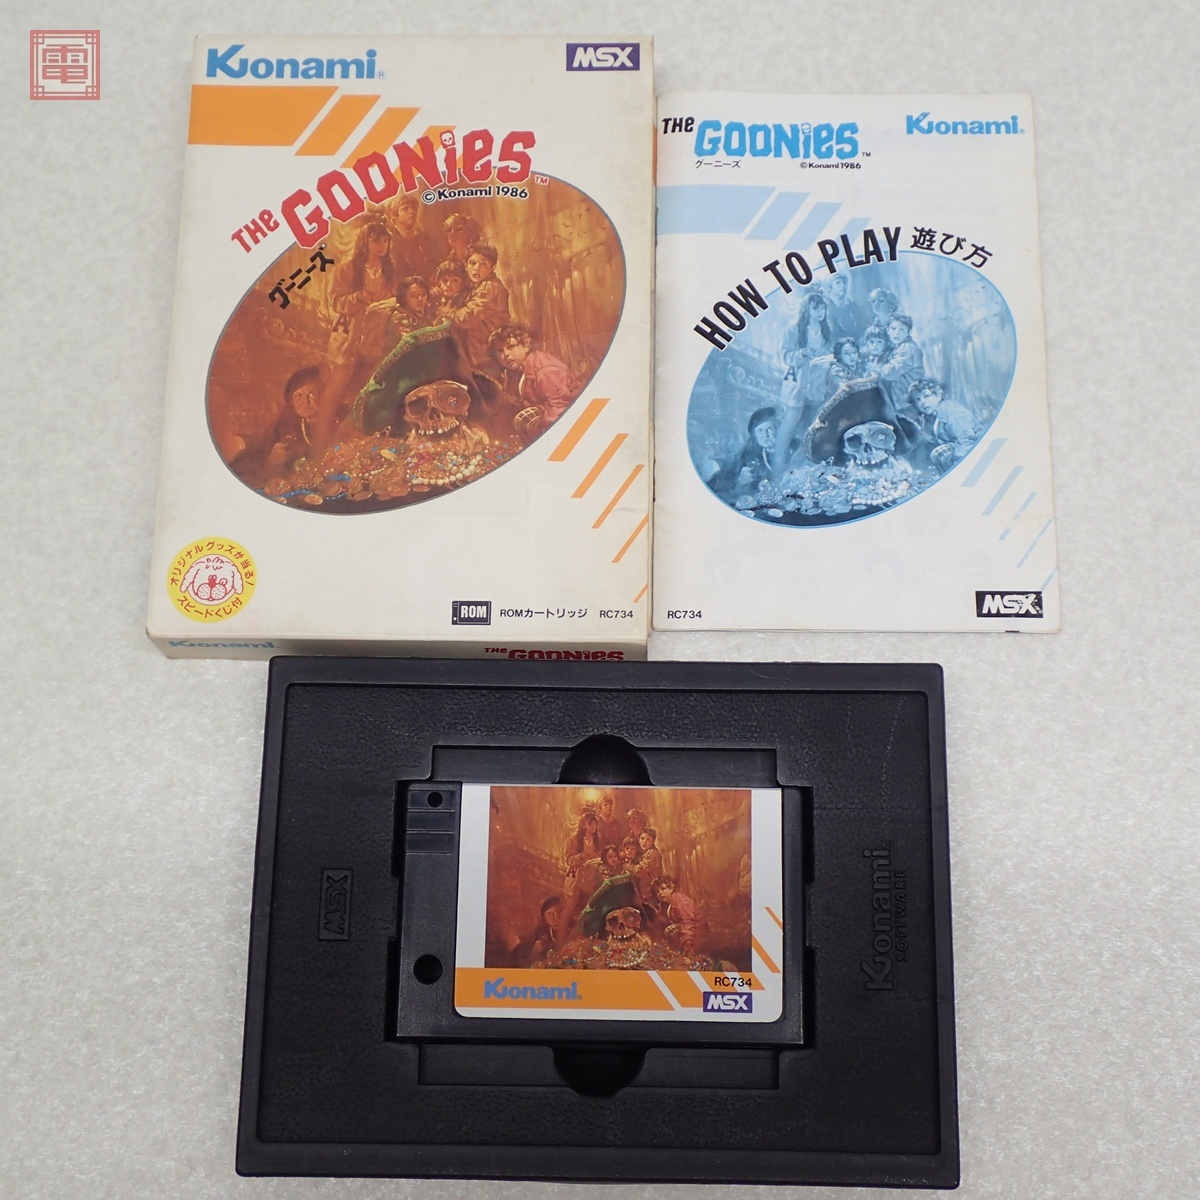 電
Konami®
MSX
THE GOONIES™
© Konami 1986
グーニーズ
オリジナルグッズが当る!
スピードくじ付
ROM
ROMカートリッジ RC734
Konami
THE GOONIES
THE GOONIES™
グーニーズ
© Konami 1986
Konami®
HOW TO PLAY 遊び方
A
RC734
MSX
MSX
Konami®
RC734
MSX
Konami
SOFTWARE